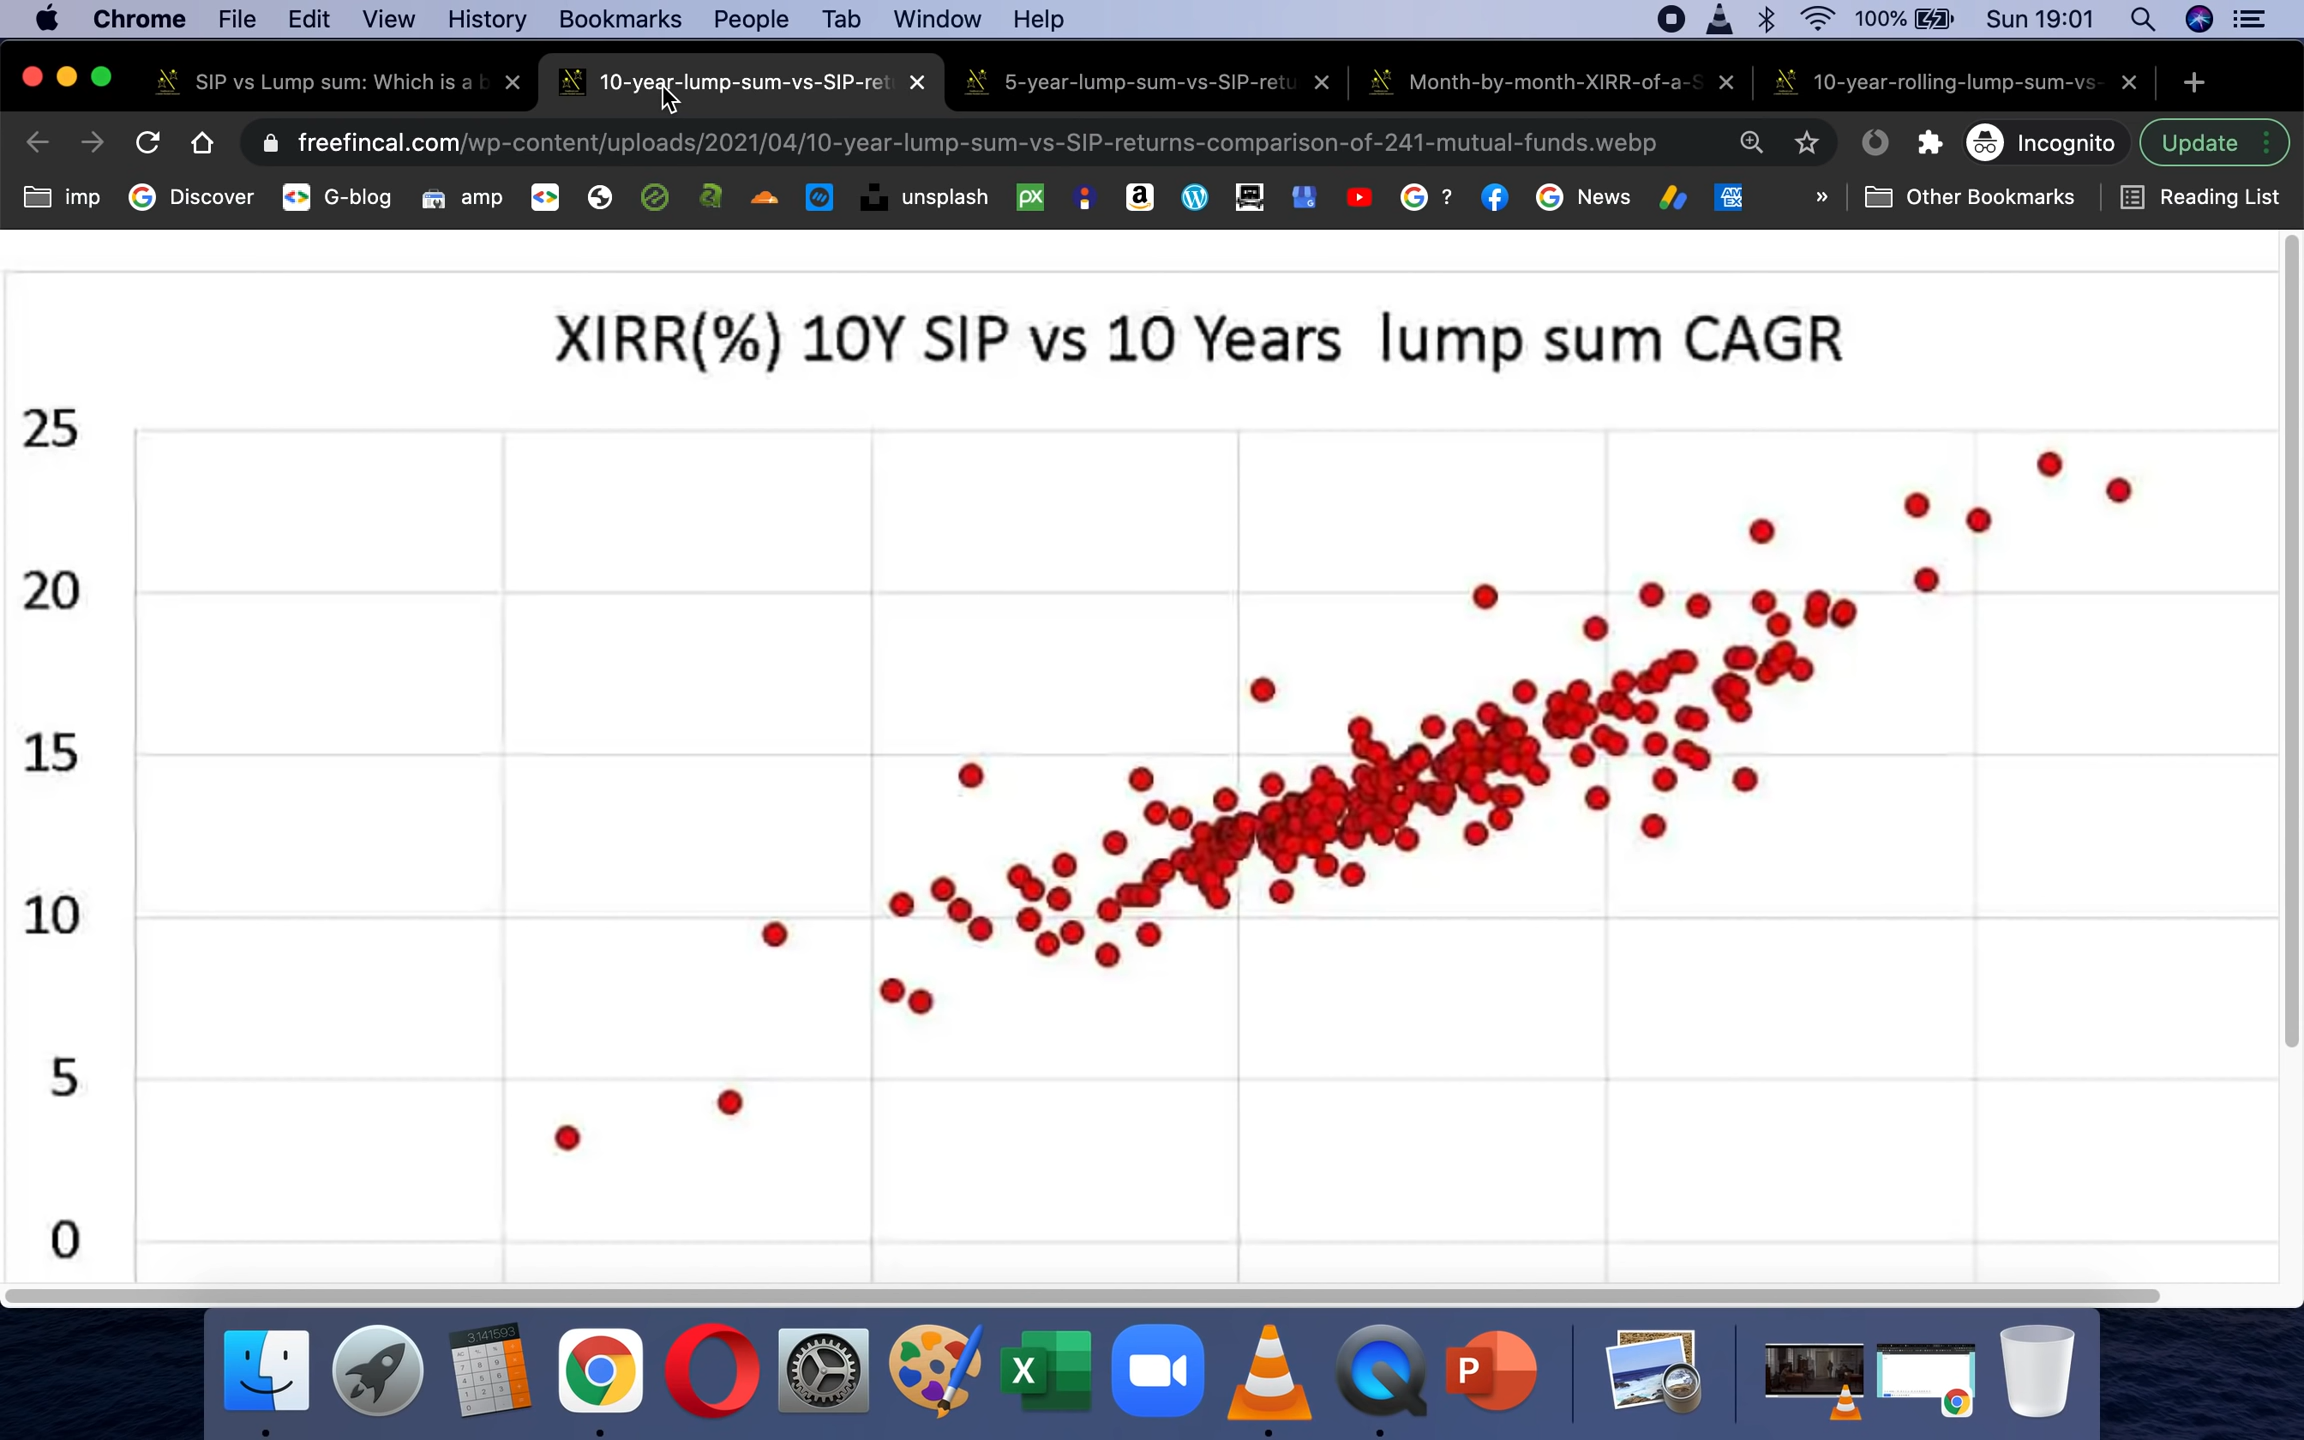 Chrome File Edit View History Bookmarks People Tab Window Help 100% Sun 19:01
SIP vs Lump sum: Which is a b 10-year-lump-sum-vs-SIP-ret 5-year-lump-sum-vs-SIP-retu Month-by-month-XIRR-of-a-S 10-year-rolling-lump-sum-vs-
freefincal.com/wp-content/uploads/2021/04/10-year-lump-sum-vs-SIP-returns-comparison-of-241-mutual-funds.webp Incognito Update
imp Discover G-blog amp unsplash px ? News » Other Bookmarks Reading List
XIRR(%) 10Y SIP vs 10 Years lump sum CAGR
25
20
15
10
5
0
3.141593
X
P